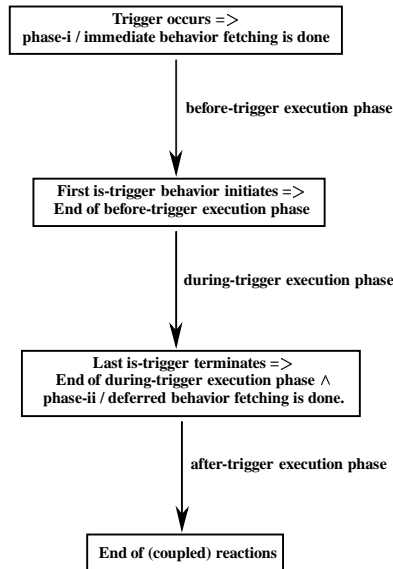 Trigger occurs =>
phase-i / immediate behavior fetching is done
before-trigger execution phase
First is-trigger behavior initiates =>
End of before-trigger execution phase
during-trigger execution phase
Last is-trigger terminates =>
End of during-trigger execution phase ∧
phase-ii / deferred behavior fetching is done.
after-trigger execution phase
End of (coupled) reactions